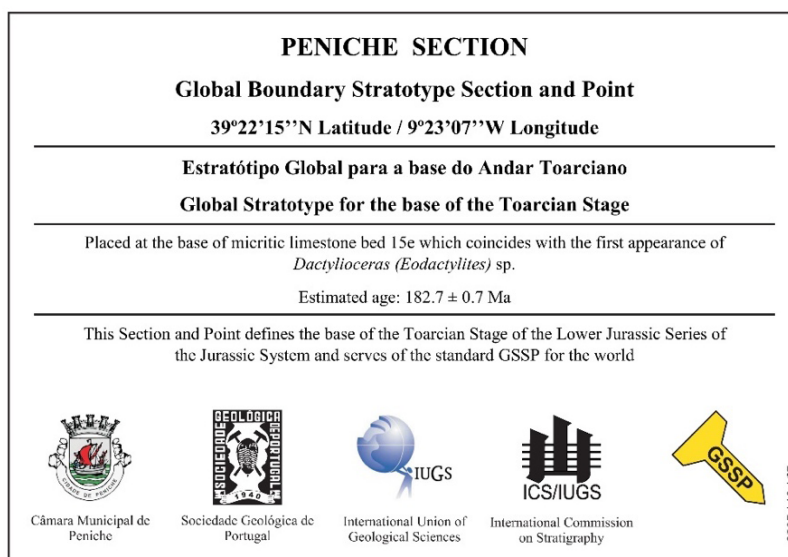 PENICHE SECTION
Global Boundary Stratotype Section and Point
39º22’15’’N Latitude / 9º23’07’’W Longitude
Estratótipo Global para a base do Andar Toarciano
Global Stratotype for the base of the Toarcian Stage
Placed at the base of micritic limestone bed 15e which coincides with the first appearance of
Dactylioceras (Eodactylites) sp.
Estimated age: 182.7 ± 0.7 Ma
This Section and Point defines the base of the Toarcian Stage of the Lower Jurassic Series of
the Jurassic System and serves of the standard GSSP for the world
CIDADE DE PENICHE
Câmara Municipal de
Peniche
SOCIEDADE GEOLÓGICA DE PORTUGAL
1940
Sociedade Geológica de
Portugal
IUGS
International Union of
Geological Sciences
ICS/IUGS
International Commission
on Stratigraphy
GSSP